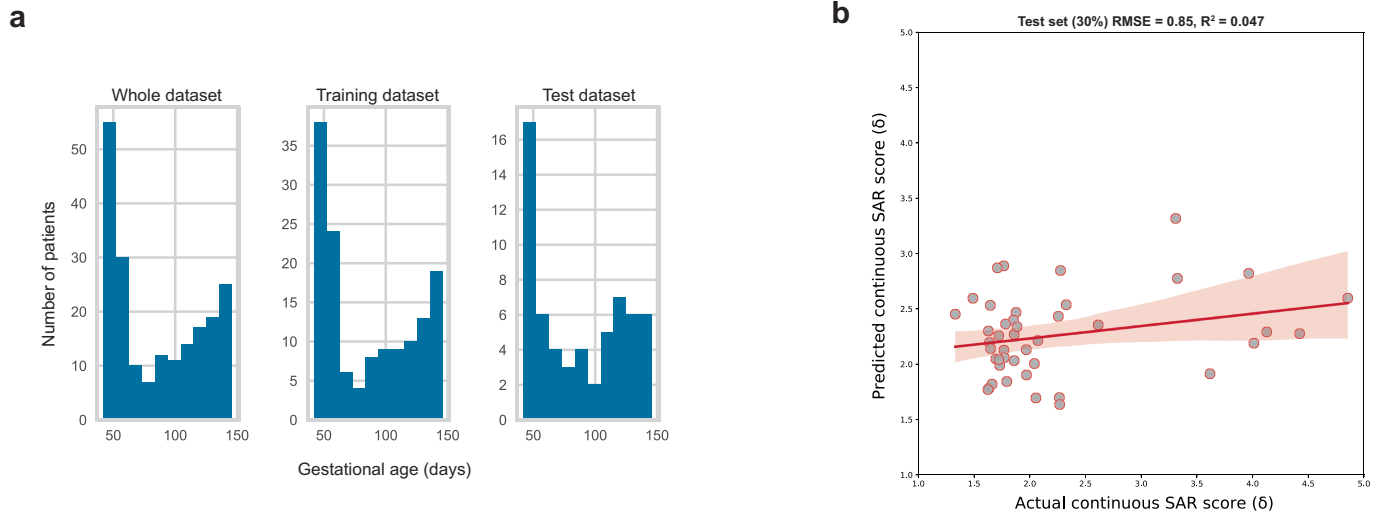 a
Whole dataset
Training dataset
Test dataset
Number of patients
50
40
30
20
10
0
35
30
25
20
15
10
5
0
16
14
12
10
8
6
4
2
0
50 100 150
50 100 150
50 100 150
Gestational age (days)
b
Test set (30%) RMSE = 0.85, R² = 0.047
Predicted continuous SAR score (δ)
5.0
4.5
4.0
3.5
3.0
2.5
2.0
1.5
1.0
1.0 1.5 2.0 2.5 3.0 3.5 4.0 4.5 5.0
Actual continuous SAR score (δ)